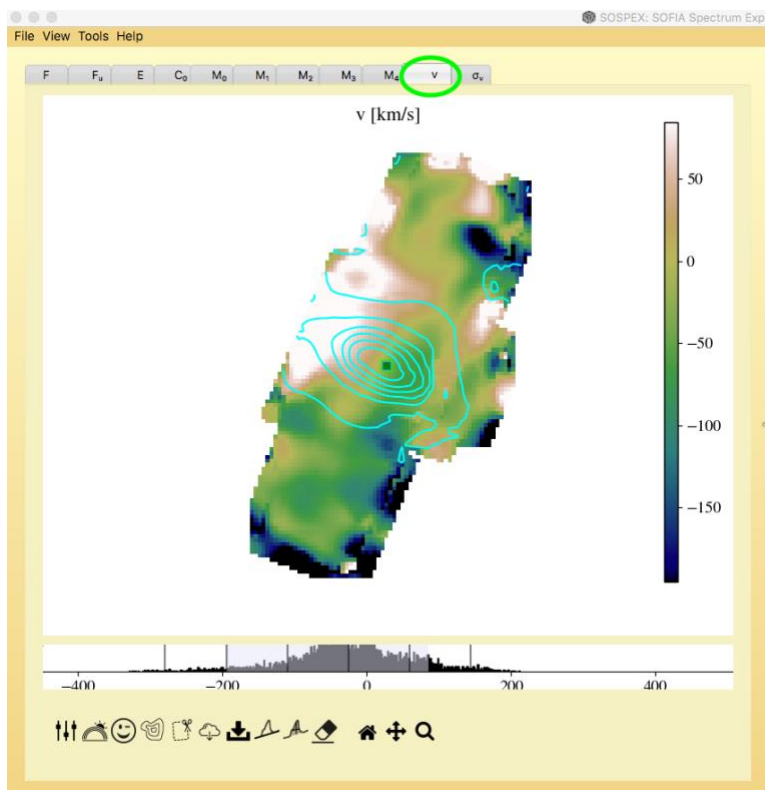 SOSPEX: SOFIA Spectrum Exp
File View Tools Help
F Fu E C₀ M₀ M₁ M₂ M₃ M₄ v σᵥ
v [km/s]
50
0
−50
−100
−150
−400 −200 0 200 400